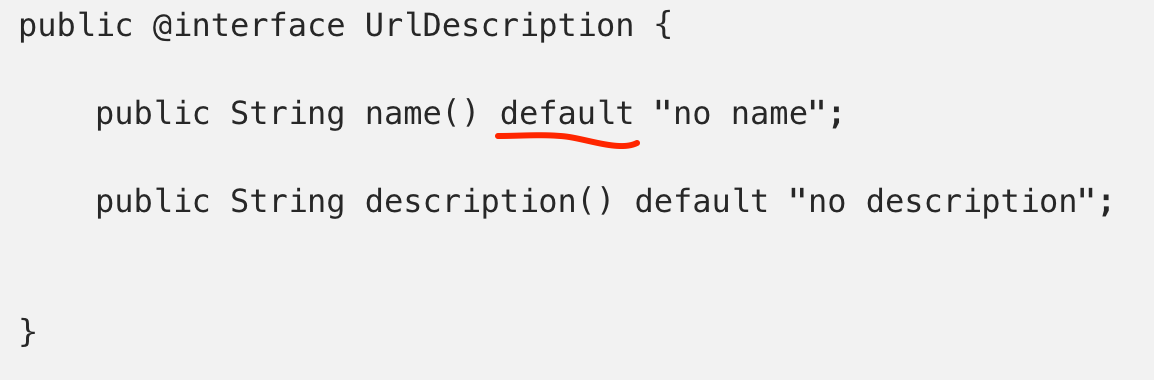 public @interface UrlDescription {
public String name() default "no name";
public String description() default "no description";
}